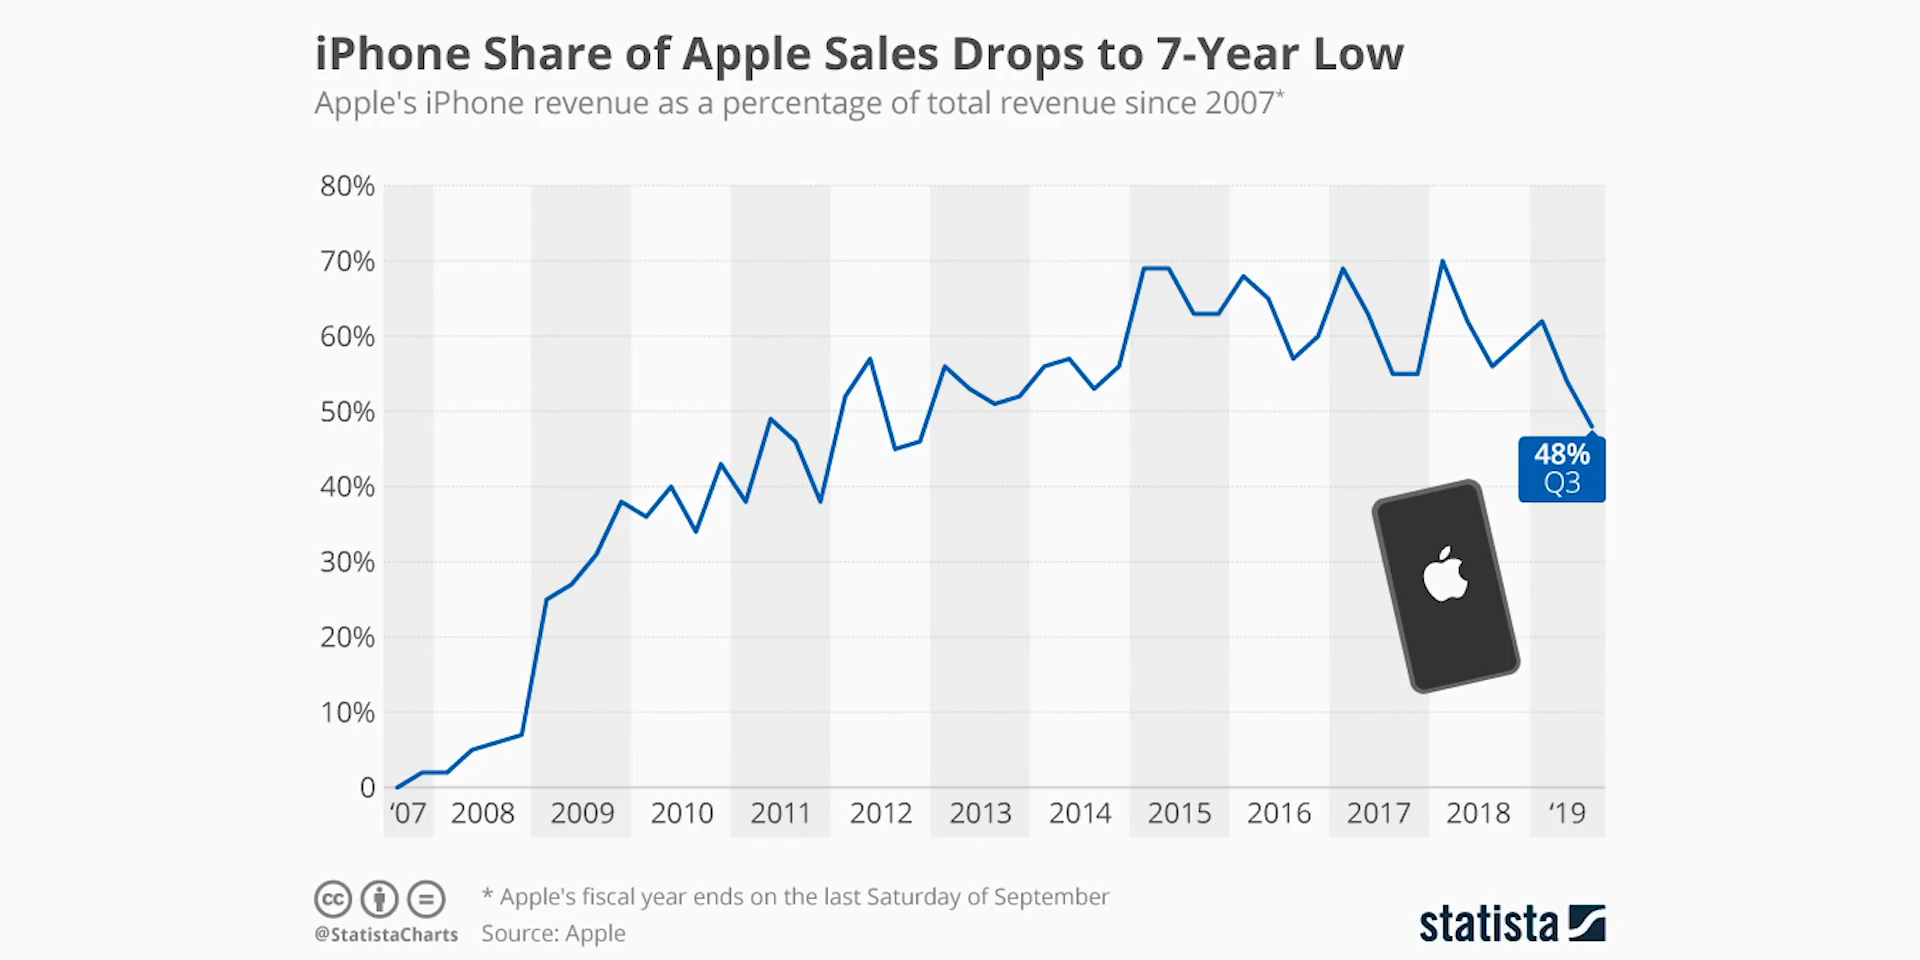 iPhone Share of Apple Sales Drops to 7-Year Low
Apple's iPhone revenue as a percentage of total revenue since 2007*
80%
70%
60%
50%
40%
30%
20%
10%
0
48%
Q3
‘07 2008 2009 2010 2011 2012 2013 2014 2015 2016 2017 2018 ‘19
cc
@StatistaCharts
* Apple's fiscal year ends on the last Saturday of September
Source: Apple
statista